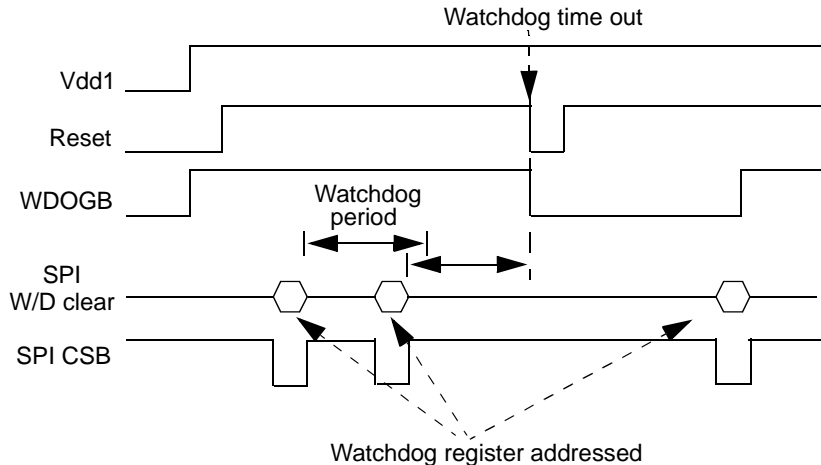 Watchdog time out
Vdd1
Reset
WDOGB
Watchdog
period
SPI
W/D clear
SPI CSB
Watchdog register addressed